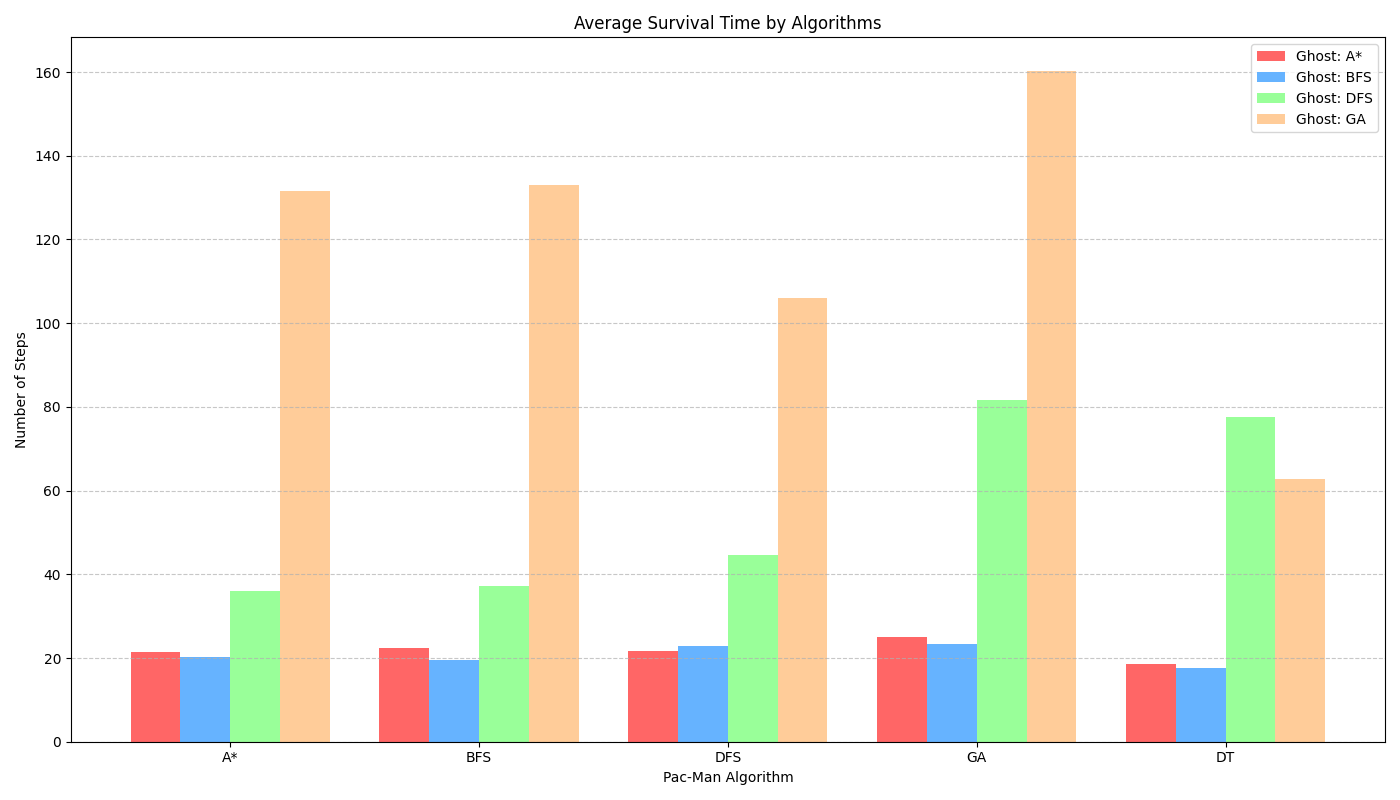 Average Survival Time by Algorithms
Ghost: A*
Ghost: BFS
Ghost: DFS
Ghost: GA
Number of Steps
160
140
120
100
80
60
40
20
0
A*
BFS
DFS
GA
DT
Pac-Man Algorithm